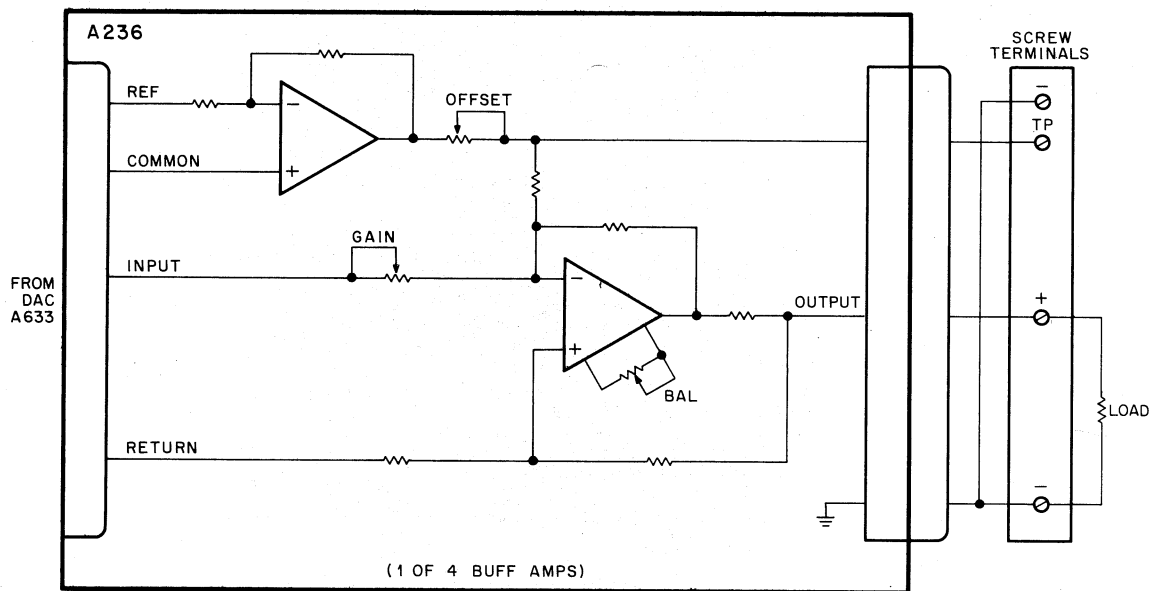 A236
SCREW
TERMINALS
REF
OFFSET
−
−
TP
COMMON
+
GAIN
INPUT
−
FROM
DAC
A633
OUTPUT
+
+
BAL
LOAD
RETURN
−
(1 OF 4 BUFF AMPS)